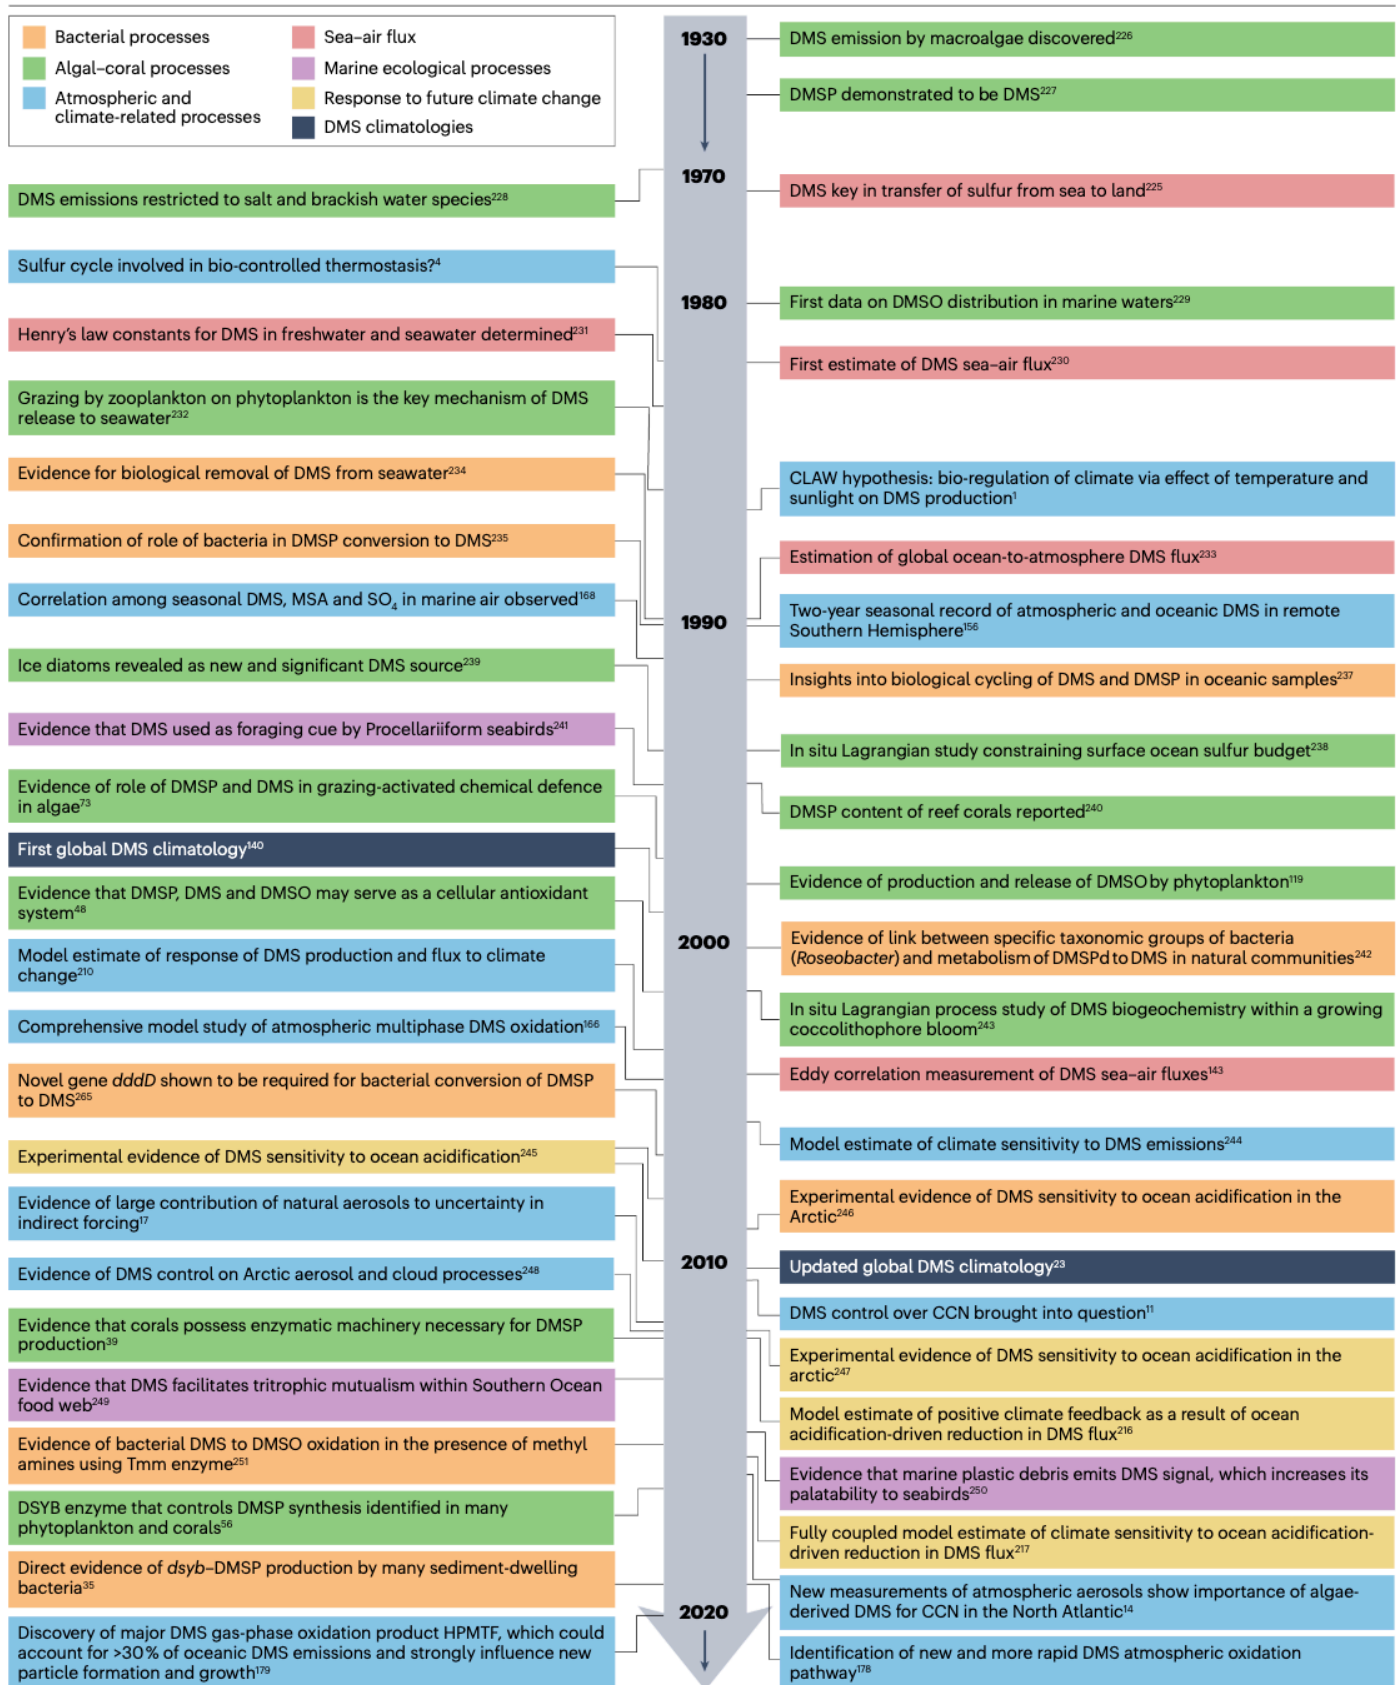 Bacterial processes
Algal–coral processes
Atmospheric and
climate-related processes
Sea–air flux
Marine ecological processes
Response to future climate change
DMS climatologies
1930
1970
1980
1990
2000
2010
2020
DMS emissions restricted to salt and brackish water species228
Sulfur cycle involved in bio-controlled thermostasis?4
Henry's law constants for DMS in freshwater and seawater determined231
Grazing by zooplankton on phytoplankton is the key mechanism of DMS
release to seawater232
Evidence for biological removal of DMS from seawater234
Confirmation of role of bacteria in DMSP conversion to DMS235
Correlation among seasonal DMS, MSA and SO4 in marine air observed168
Ice diatoms revealed as new and significant DMS source239
Evidence that DMS used as foraging cue by Procellariiform seabirds241
Evidence of role of DMSP and DMS in grazing-activated chemical defence
in algae73
First global DMS climatology140
Evidence that DMSP, DMS and DMSO may serve as a cellular antioxidant
system48
Model estimate of response of DMS production and flux to climate
change210
Comprehensive model study of atmospheric multiphase DMS oxidation166
Novel gene dddD shown to be required for bacterial conversion of DMSP
to DMS265
Experimental evidence of DMS sensitivity to ocean acidification245
Evidence of large contribution of natural aerosols to uncertainty in
indirect forcing17
Evidence of DMS control on Arctic aerosol and cloud processes248
Evidence that corals possess enzymatic machinery necessary for DMSP
production39
Evidence that DMS facilitates tritrophic mutualism within Southern Ocean
food web249
Evidence of bacterial DMS to DMSO oxidation in the presence of methyl
amines using Tmm enzyme251
DSYB enzyme that controls DMSP synthesis identified in many
phytoplankton and corals56
Direct evidence of dsyb–DMSP production by many sediment-dwelling
bacteria35
Discovery of major DMS gas-phase oxidation product HPMTF, which could
account for >30% of oceanic DMS emissions and strongly influence new
particle formation and growth179
DMS emission by macroalgae discovered226
DMSP demonstrated to be DMS227
DMS key in transfer of sulfur from sea to land225
First data on DMSO distribution in marine waters229
First estimate of DMS sea–air flux230
CLAW hypothesis: bio-regulation of climate via effect of temperature and
sunlight on DMS production1
Estimation of global ocean-to-atmosphere DMS flux233
Two-year seasonal record of atmospheric and oceanic DMS in remote
Southern Hemisphere156
Insights into biological cycling of DMS and DMSP in oceanic samples237
In situ Lagrangian study constraining surface ocean sulfur budget238
DMSP content of reef corals reported240
Evidence of production and release of DMSO by phytoplankton119
Evidence of link between specific taxonomic groups of bacteria
(Roseobacter) and metabolism of DMSPd to DMS in natural communities242
In situ Lagrangian process study of DMS biogeochemistry within a growing
coccolithophore bloom243
Eddy correlation measurement of DMS sea–air fluxes143
Model estimate of climate sensitivity to DMS emissions244
Experimental evidence of DMS sensitivity to ocean acidification in the
Arctic246
Updated global DMS climatology23
DMS control over CCN brought into question11
Experimental evidence of DMS sensitivity to ocean acidification in the
arctic247
Model estimate of positive climate feedback as a result of ocean
acidification-driven reduction in DMS flux216
Evidence that marine plastic debris emits DMS signal, which increases its
palatability to seabirds250
Fully coupled model estimate of climate sensitivity to ocean acidification-
driven reduction in DMS flux217
New measurements of atmospheric aerosols show importance of algae-
derived DMS for CCN in the North Atlantic14
Identification of new and more rapid DMS atmospheric oxidation
pathway178